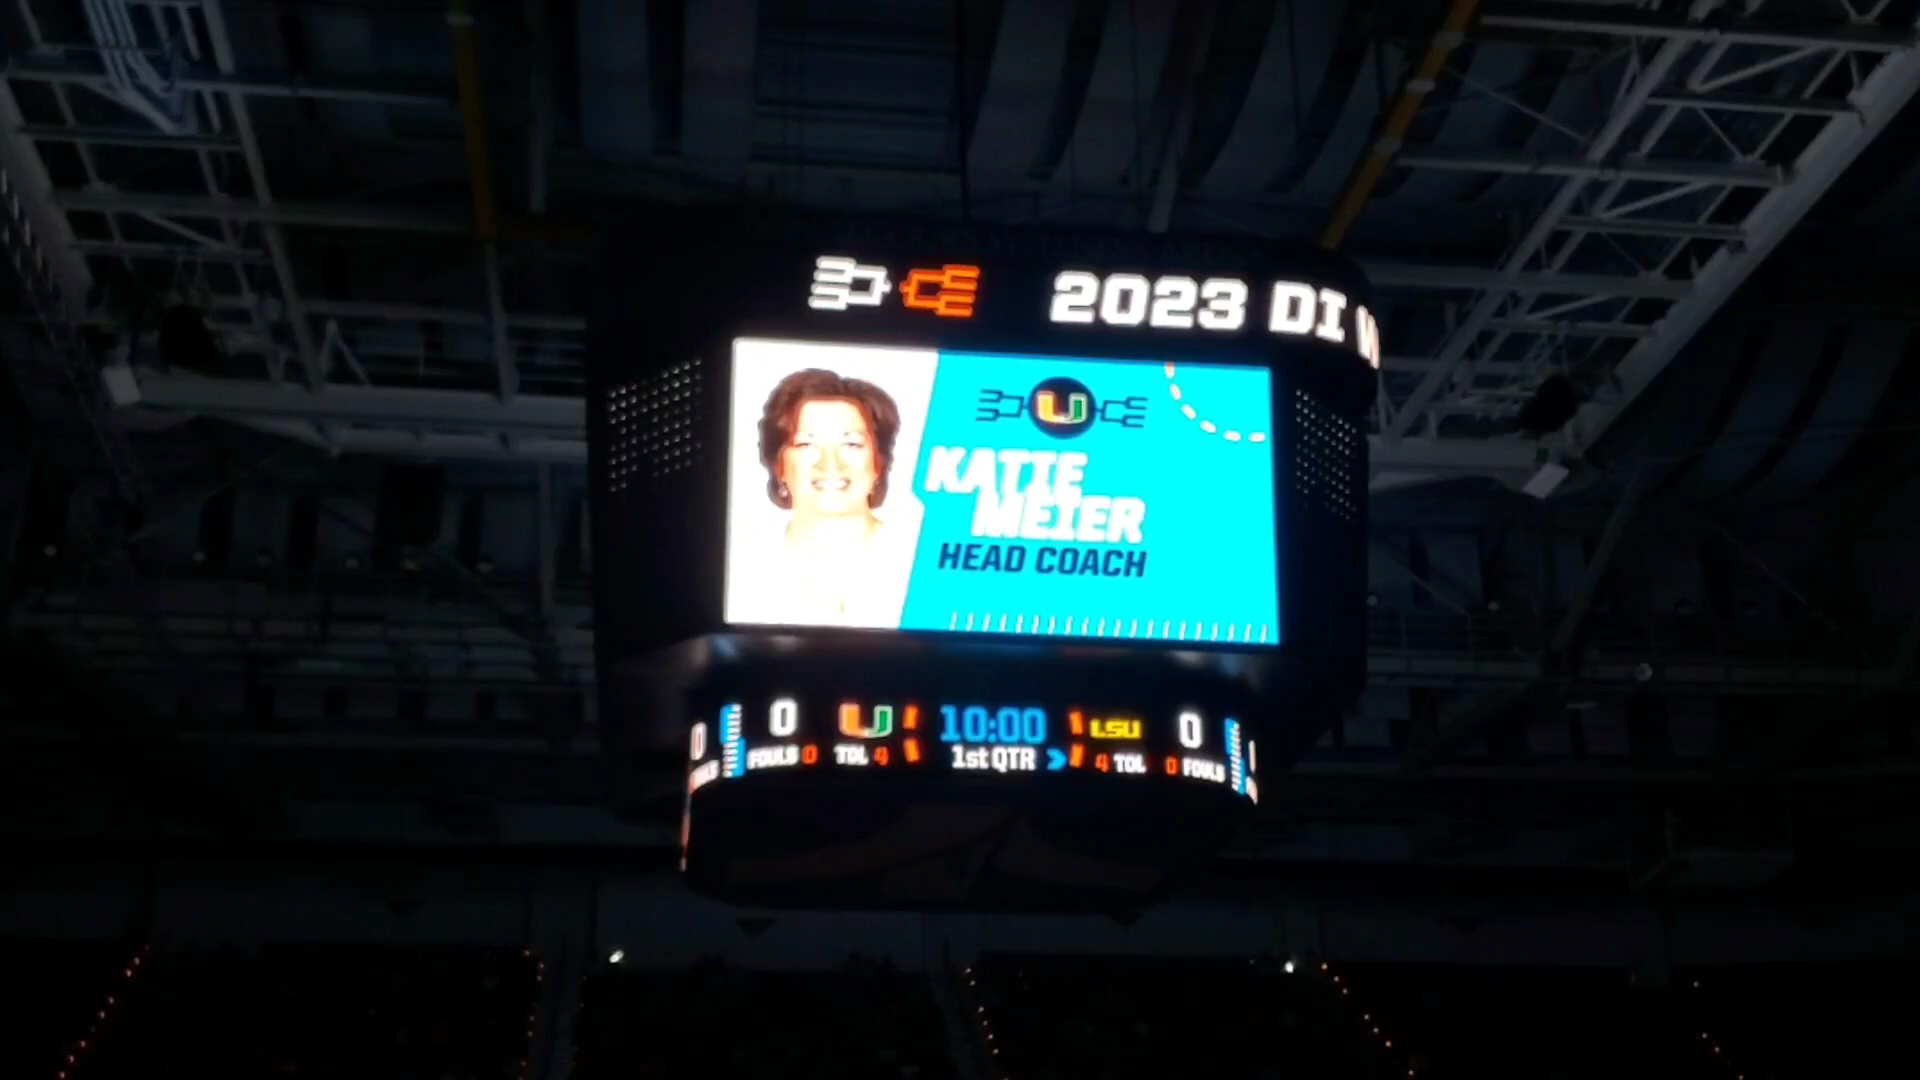 2023 DI W
U
KATIE
MEIER
HEAD COACH
0 U 10:00 LSU 0
FOULS 0 TOL 4 1st QTR > 4 TOL 0 FOULS